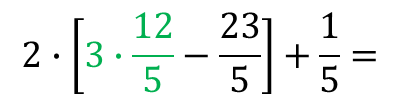 2 · [3 · 12/5 − 23/5] + 1/5 =